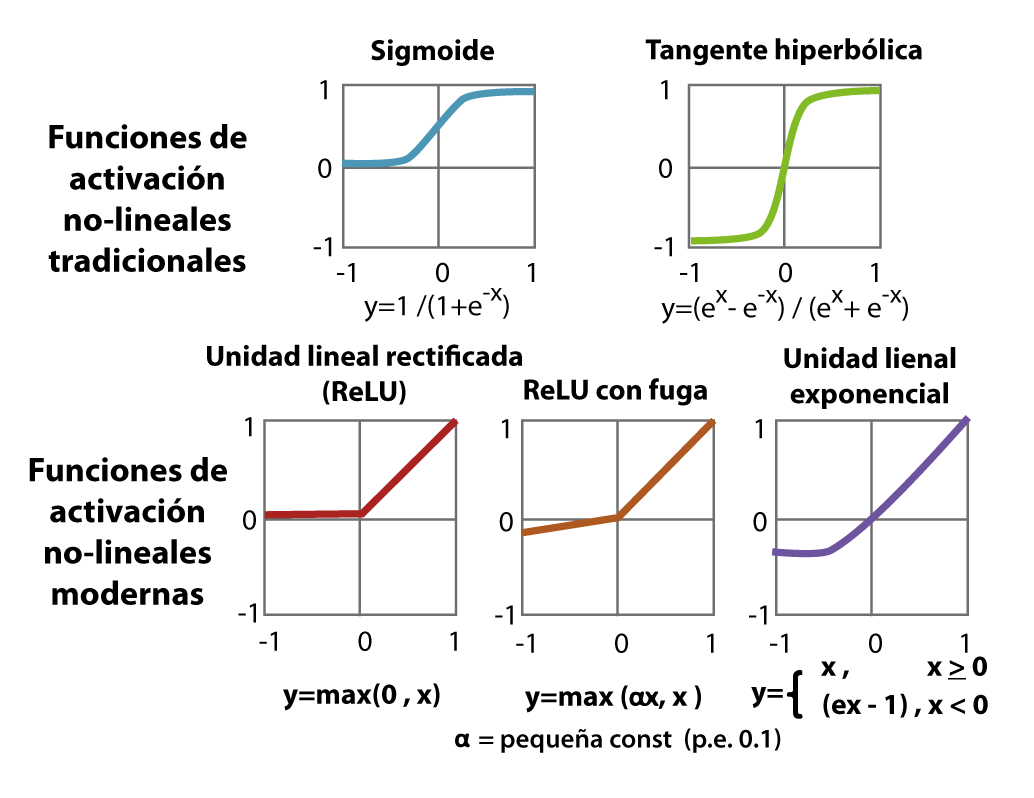 Funciones de
activación
no-lineales
tradicionales
Sigmoide
1
0
-1
-1 0 1
y=1 /(1+e^-x)
Tangente hiperbólica
1
0
-1
-1 0 1
y=(e^x - e^-x) / (e^x + e^-x)
Funciones de
activación
no-lineales
modernas
Unidad lineal rectificada
(ReLU)
1
0
-1
-1 0 1
y=max(0 , x)
ReLU con fuga
1
0
-1
-1 0 1
y=max (αx, x )
α = pequeña const (p.e. 0.1)
Unidad lienal
exponencial
1
0
-1
-1 0 1
y={ x , x ≥ 0
(ex - 1) , x < 0